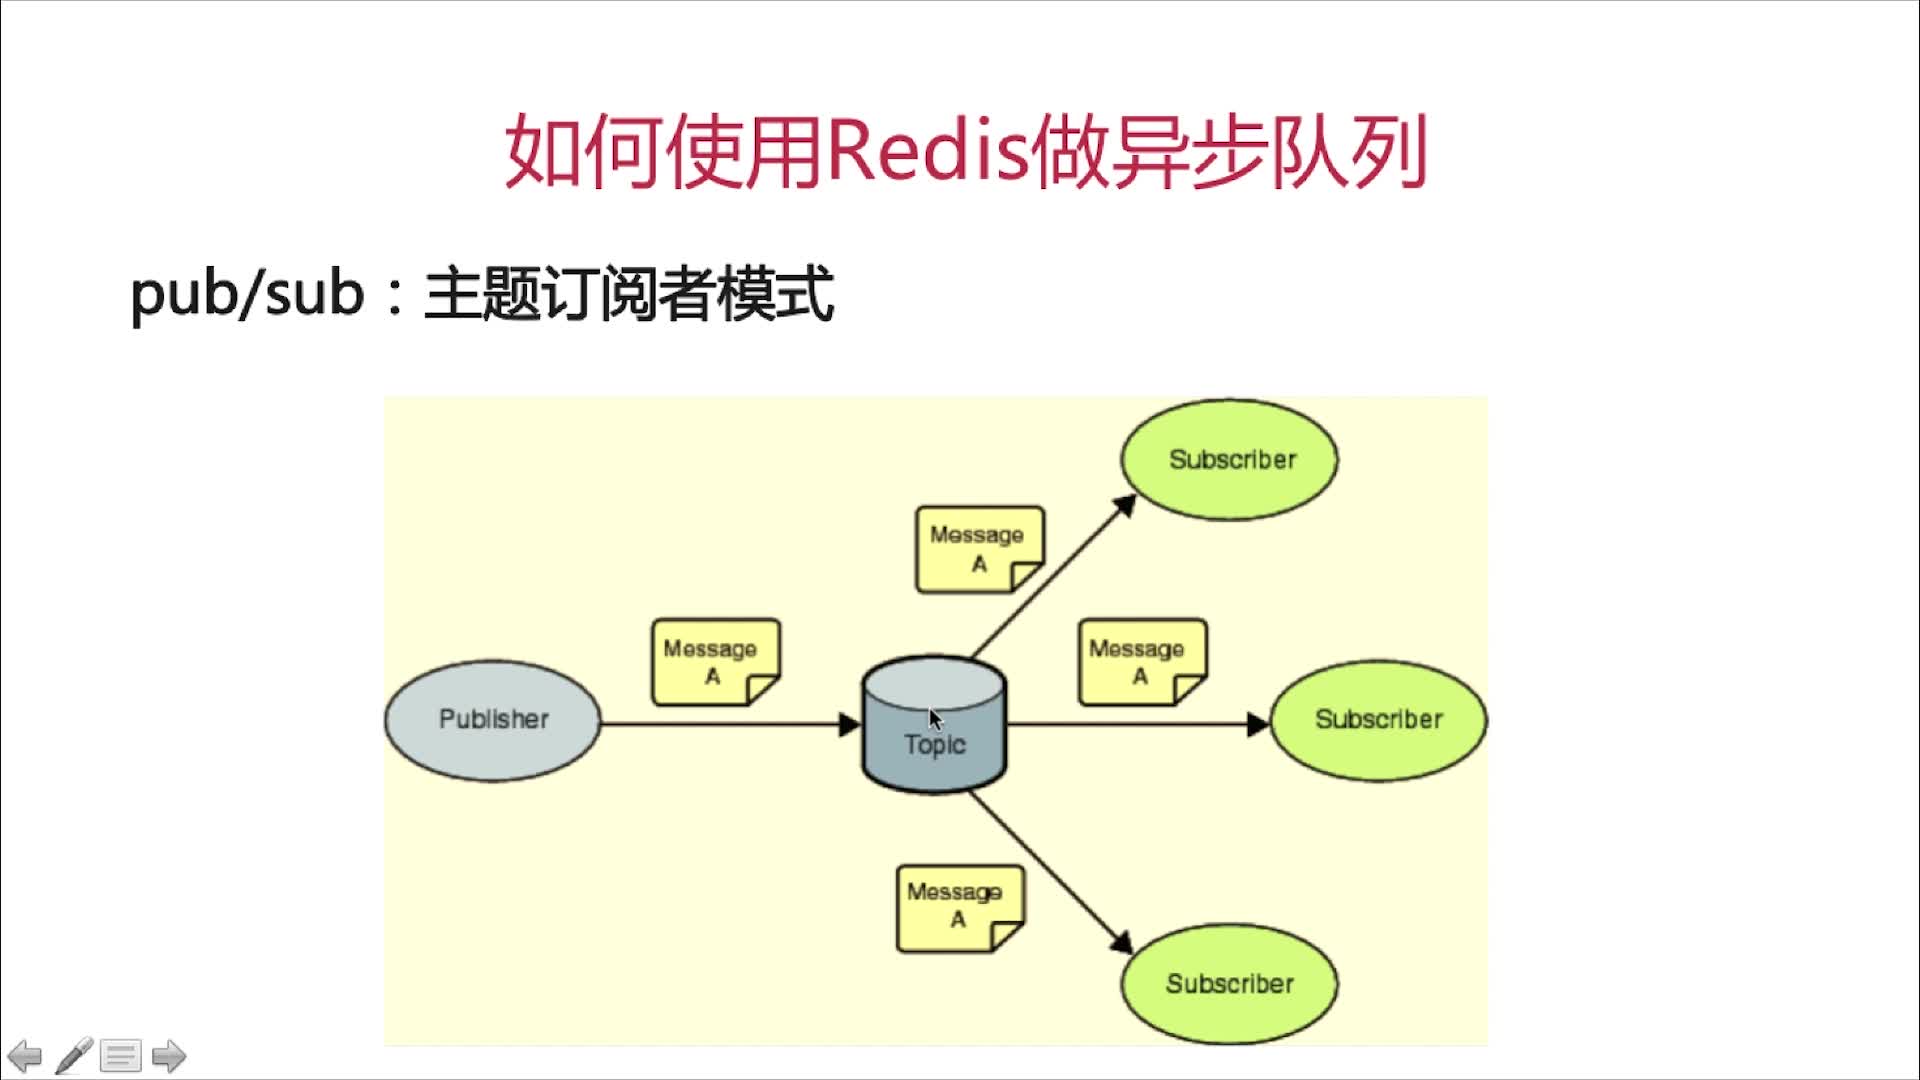 如何使用Redis做异步队列
pub/sub：主题订阅者模式
Subscriber
Message
A
Message
A
Message
A
Publisher
Topic
Subscriber
Message
A
Subscriber